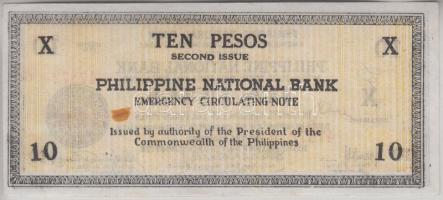 X TEN PESOS X
SECOND ISSUE
PHILIPPINE NATIONAL BANK
EMERGENCY CIRCULATING NOTE
Issued by authority of the President of the
Commonwealth of the Philippines
10 10